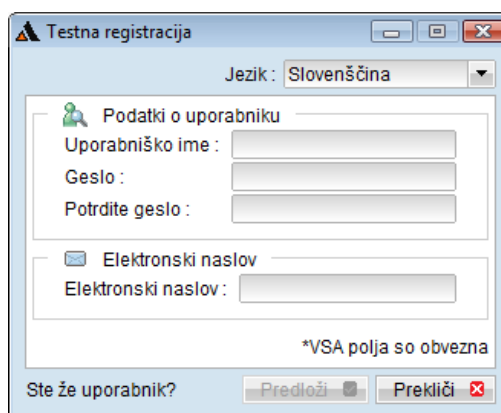 Testna registracija
Jezik : Slovenščina
Podatki o uporabniku
Uporabniško ime :
Geslo :
Potrdite geslo :
Elektronski naslov
Elektronski naslov :
*VSA polja so obvezna
Ste že uporabnik? Predloži Prekliči